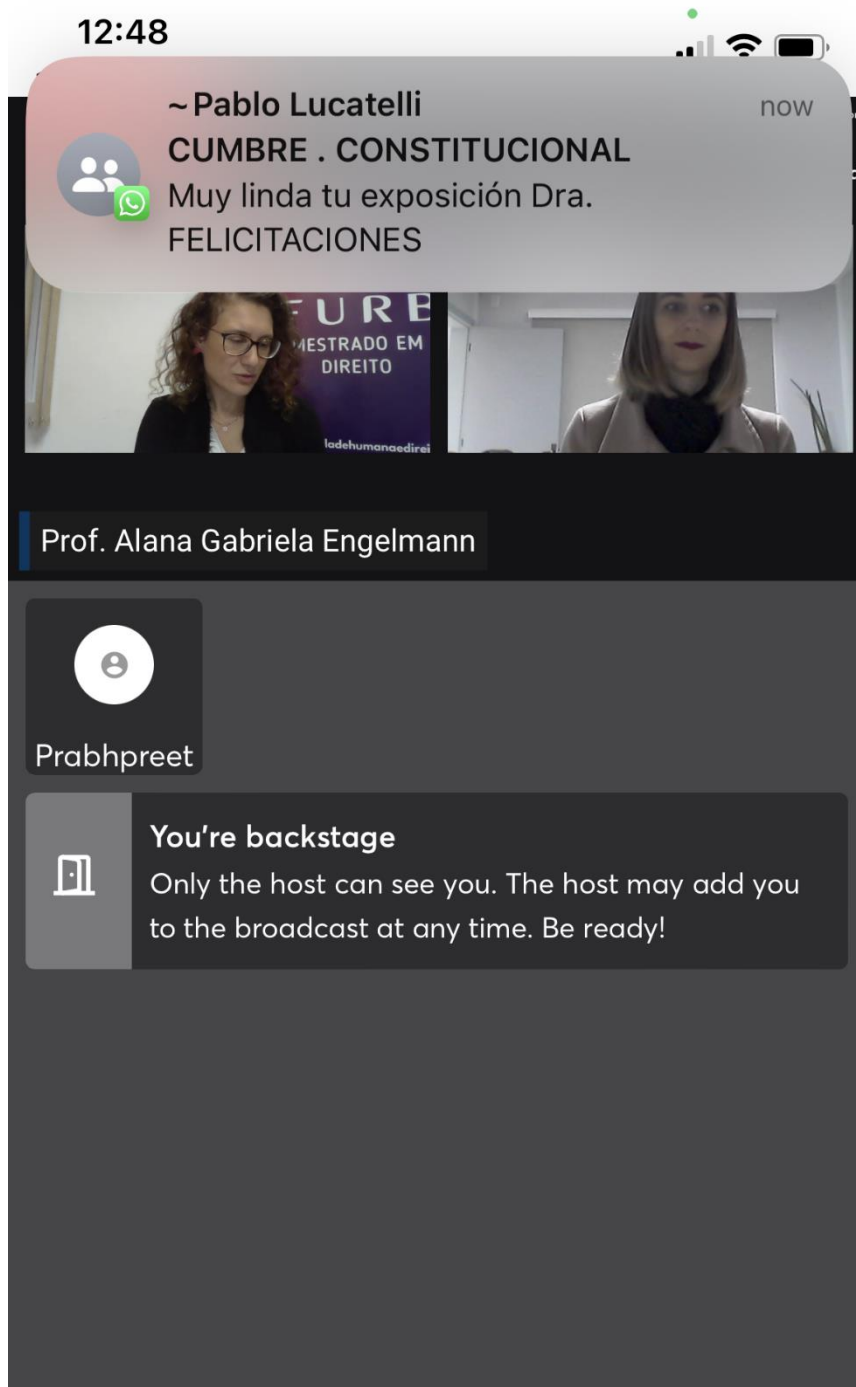 12:48
~Pablo Lucatelli
now
CUMBRE . CONSTITUCIONAL
Muy linda tu exposición Dra.
FELICITACIONES
FURB
MESTRADO EM
DIREITO
ladehumanaedirei
Prof. Alana Gabriela Engelmann
Prabhpreet
You're backstage
Only the host can see you. The host may add you
to the broadcast at any time. Be ready!